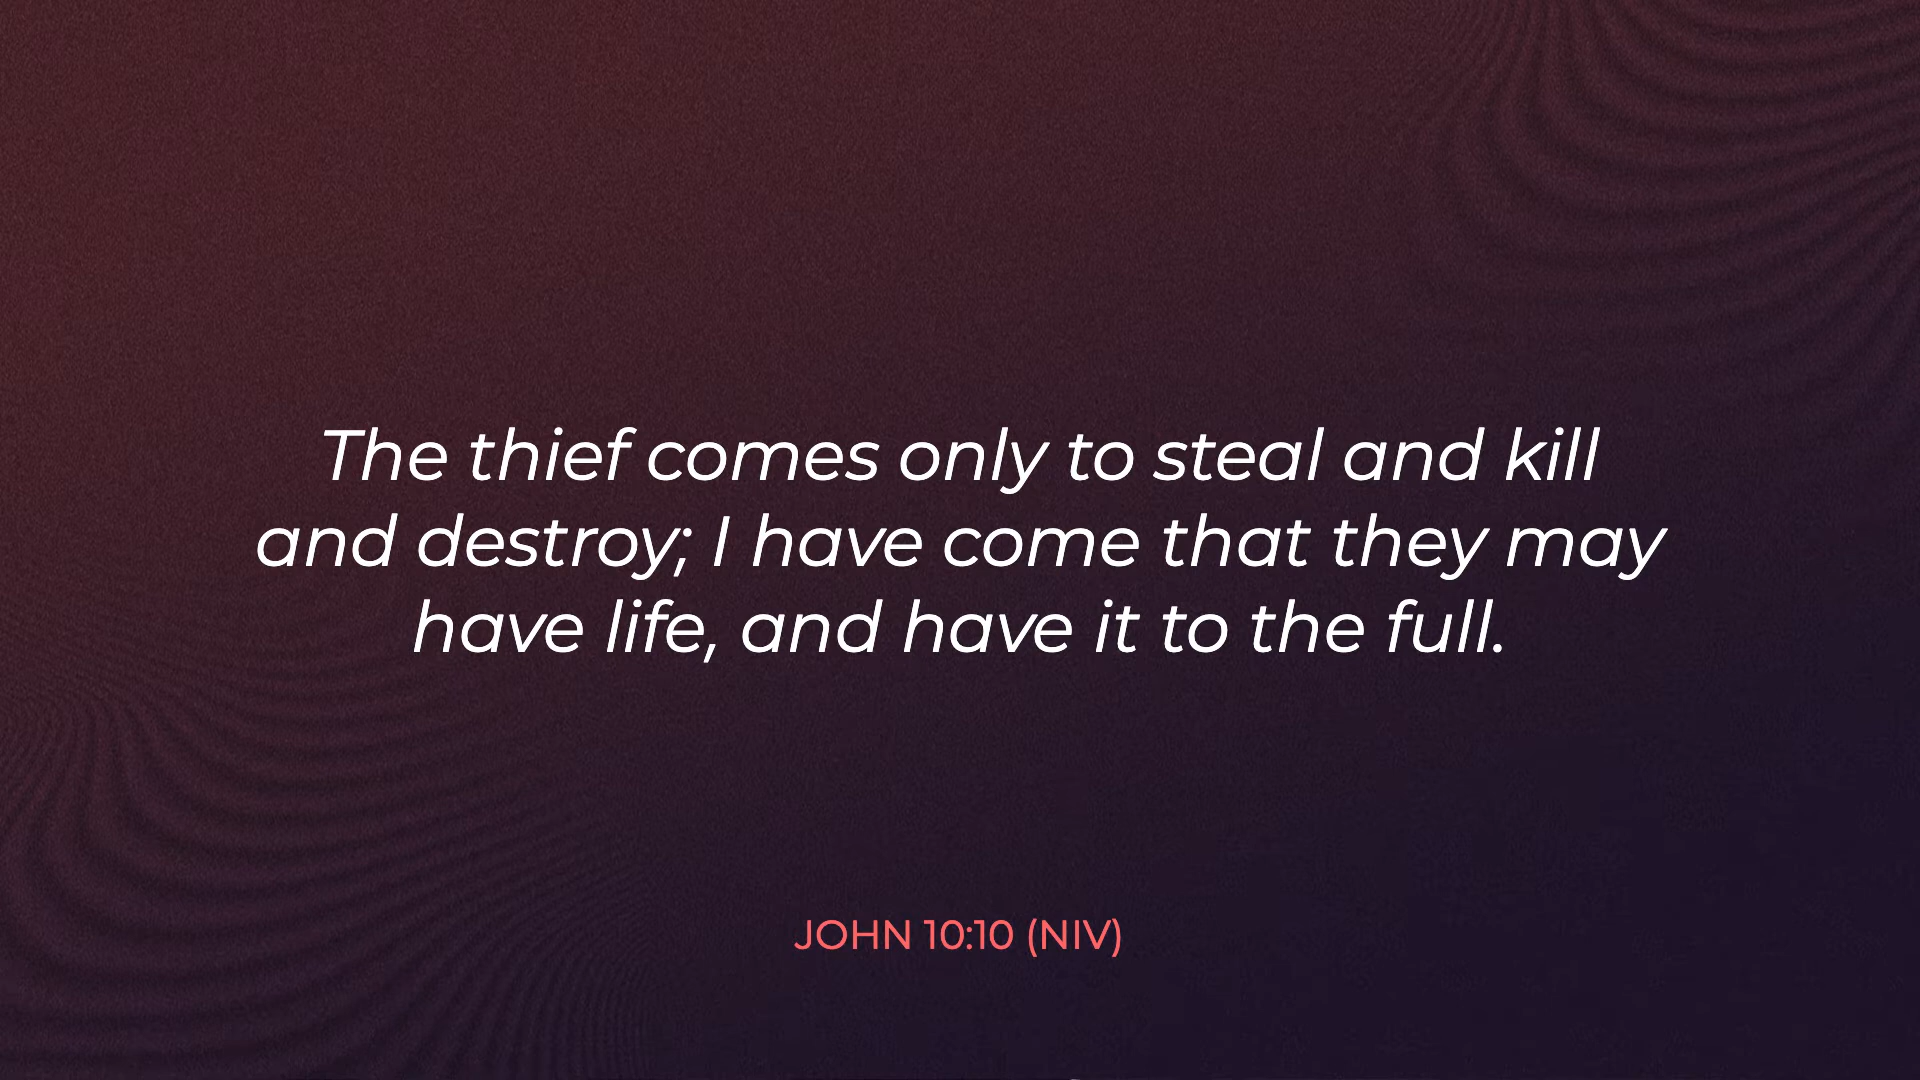 The thief comes only to steal and kill
and destroy; I have come that they may
have life, and have it to the full.
JOHN 10:10 (NIV)